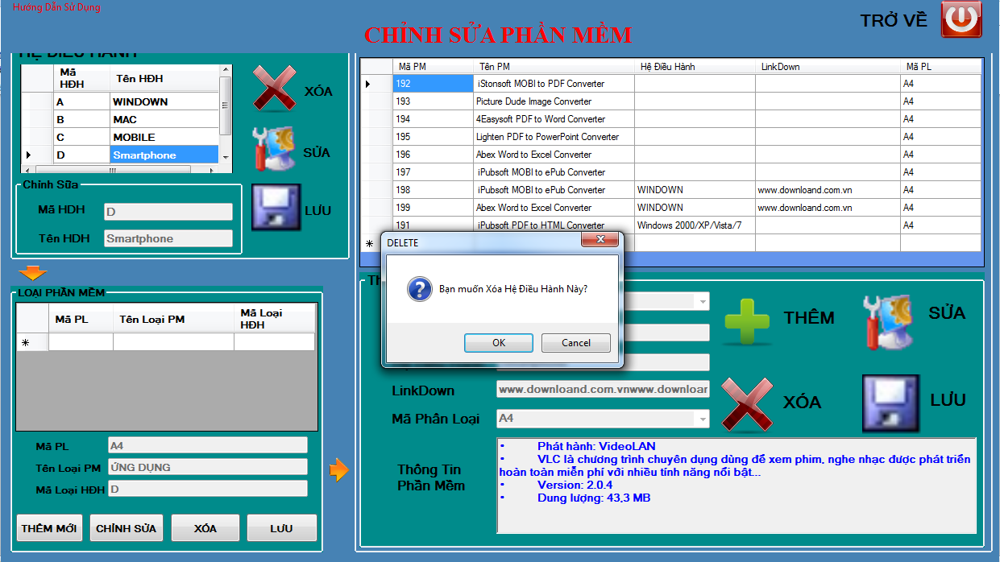 Hướng Dẫn Sử Dụng
CHỈNH SỬA PHẦN MỀM
TRỞ VỀ
HỆ ĐIỀU HÀNH
Mã HĐH Tên HĐH
A WINDOWN
B MAC
C MOBILE
D Smartphone
XÓA
SỬA
LƯU
Chỉnh Sữa
Mã HDH D
Tên HDH Smartphone
Mã PM Tên PM Hệ Điều Hành LinkDown Mã PL
192 iStonsoft MOBI to PDF Converter A4
193 Picture Dude Image Converter A4
194 4Easysoft PDF to Word Converter A4
195 Lighten PDF to PowerPoint Converter A4
196 Abex Word to Excel Converter A4
197 iPubsoft MOBI to ePub Converter A4
198 iPubsoft MOBI to ePub Converter WINDOWN www.downloand.com.vn A4
199 Abex Word to Excel Converter WINDOWN www.downloand.com.vn A4
191 iPubsoft PDF to HTML Converter Windows 2000/XP/Vista/7 A4
DELETE
Bạn muốn Xóa Hệ Điều Hành Này?
OK Cancel
LOẠI PHẦN MỀM
Mã PL Tên Loại PM Mã Loại HĐH
Mã PL A4
Tên Loại PM ỨNG DỤNG
Mã Loại HĐH D
THÊM MỚI CHỈNH SỬA XÓA LƯU
THÊM
SỬA
LinkDown www.downloand.com.vnwww.downloar
XÓA
LƯU
Mã Phân Loại A4
Thông Tin Phần Mềm
• Phát hành: VideoLAN
• VLC là chương trình chuyên dụng dùng để xem phim, nghe nhạc được phát triển
hoàn toàn miễn phí với nhiều tính năng nổi bật...
• Version: 2.0.4
• Dung lượng: 43,3 MB